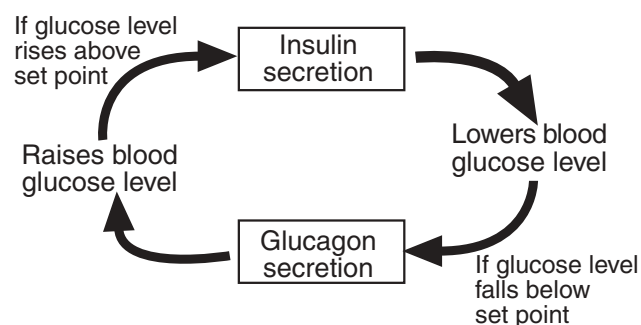 If glucose level
rises above
set point
Insulin
secretion
Lowers blood
glucose level
Raises blood
glucose level
Glucagon
secretion
If glucose level
falls below
set point